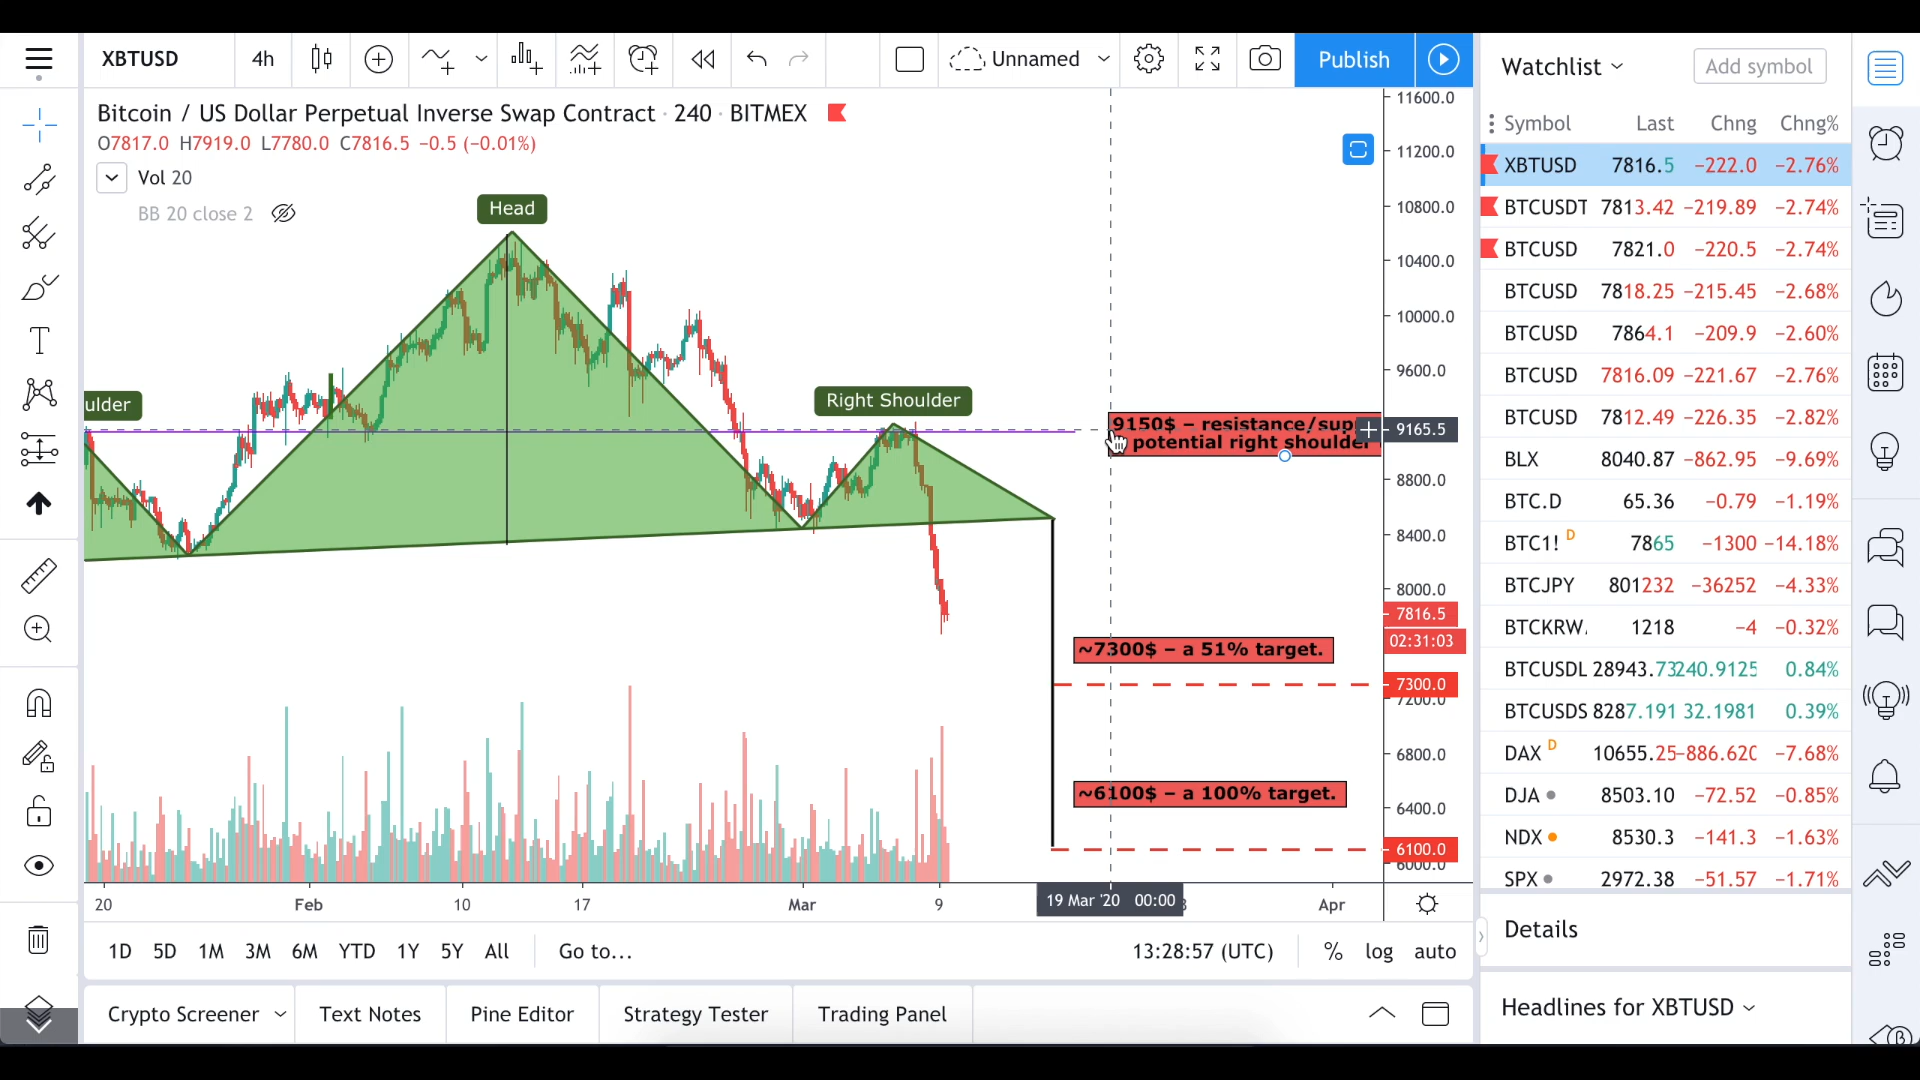 XBTUSD 4h Unnamed Publish
Bitcoin / US Dollar Perpetual Inverse Swap Contract · 240 · BITMEX
O7817.0 H7919.0 L7780.0 C7816.5 −0.5 (−0.01%)
Vol 20
BB 20 close 2
Head
ulder
Right Shoulder
9150$ – resistance/sup
potential right shoulder
~7300$ – a 51% target.
~6100$ – a 100% target.
11600.0
11200.0
10800.0
10400.0
10000.0
9600.0
9165.5
8800.0
8400.0
8000.0
7816.5
02:31:03
7300.0
7200.0
6800.0
6400.0
6100.0
6000.0
20 Feb 10 17 Mar 9 19 Mar '20 00:00 Apr
1D 5D 1M 3M 6M YTD 1Y 5Y All Go to... 13:28:57 (UTC) % log auto
Crypto Screener Text Notes Pine Editor Strategy Tester Trading Panel
Watchlist Add symbol
Symbol Last Chng Chng%
XBTUSD 7816.5 −222.0 −2.76%
BTCUSDT 7813.42 −219.89 −2.74%
BTCUSD 7821.0 −220.5 −2.74%
BTCUSD 7818.25 −215.45 −2.68%
BTCUSD 7864.1 −209.9 −2.60%
BTCUSD 7816.09 −221.67 −2.76%
BTCUSD 7812.49 −226.35 −2.82%
BLX 8040.87 −862.95 −9.69%
BTC.D 65.36 −0.79 −1.19%
BTC1! D 7865 −1300 −14.18%
BTCJPY 801232 −36252 −4.33%
BTCKRW 1218 −4 −0.32%
BTCUSDL 28943.73 240.9125 0.84%
BTCUSDS 8287.191 32.1981 0.39%
DAX D 10655.25 −886.620 −7.68%
DJA 8503.10 −72.52 −0.85%
NDX 8530.3 −141.3 −1.63%
SPX 2972.38 −51.57 −1.71%
Details
Headlines for XBTUSD